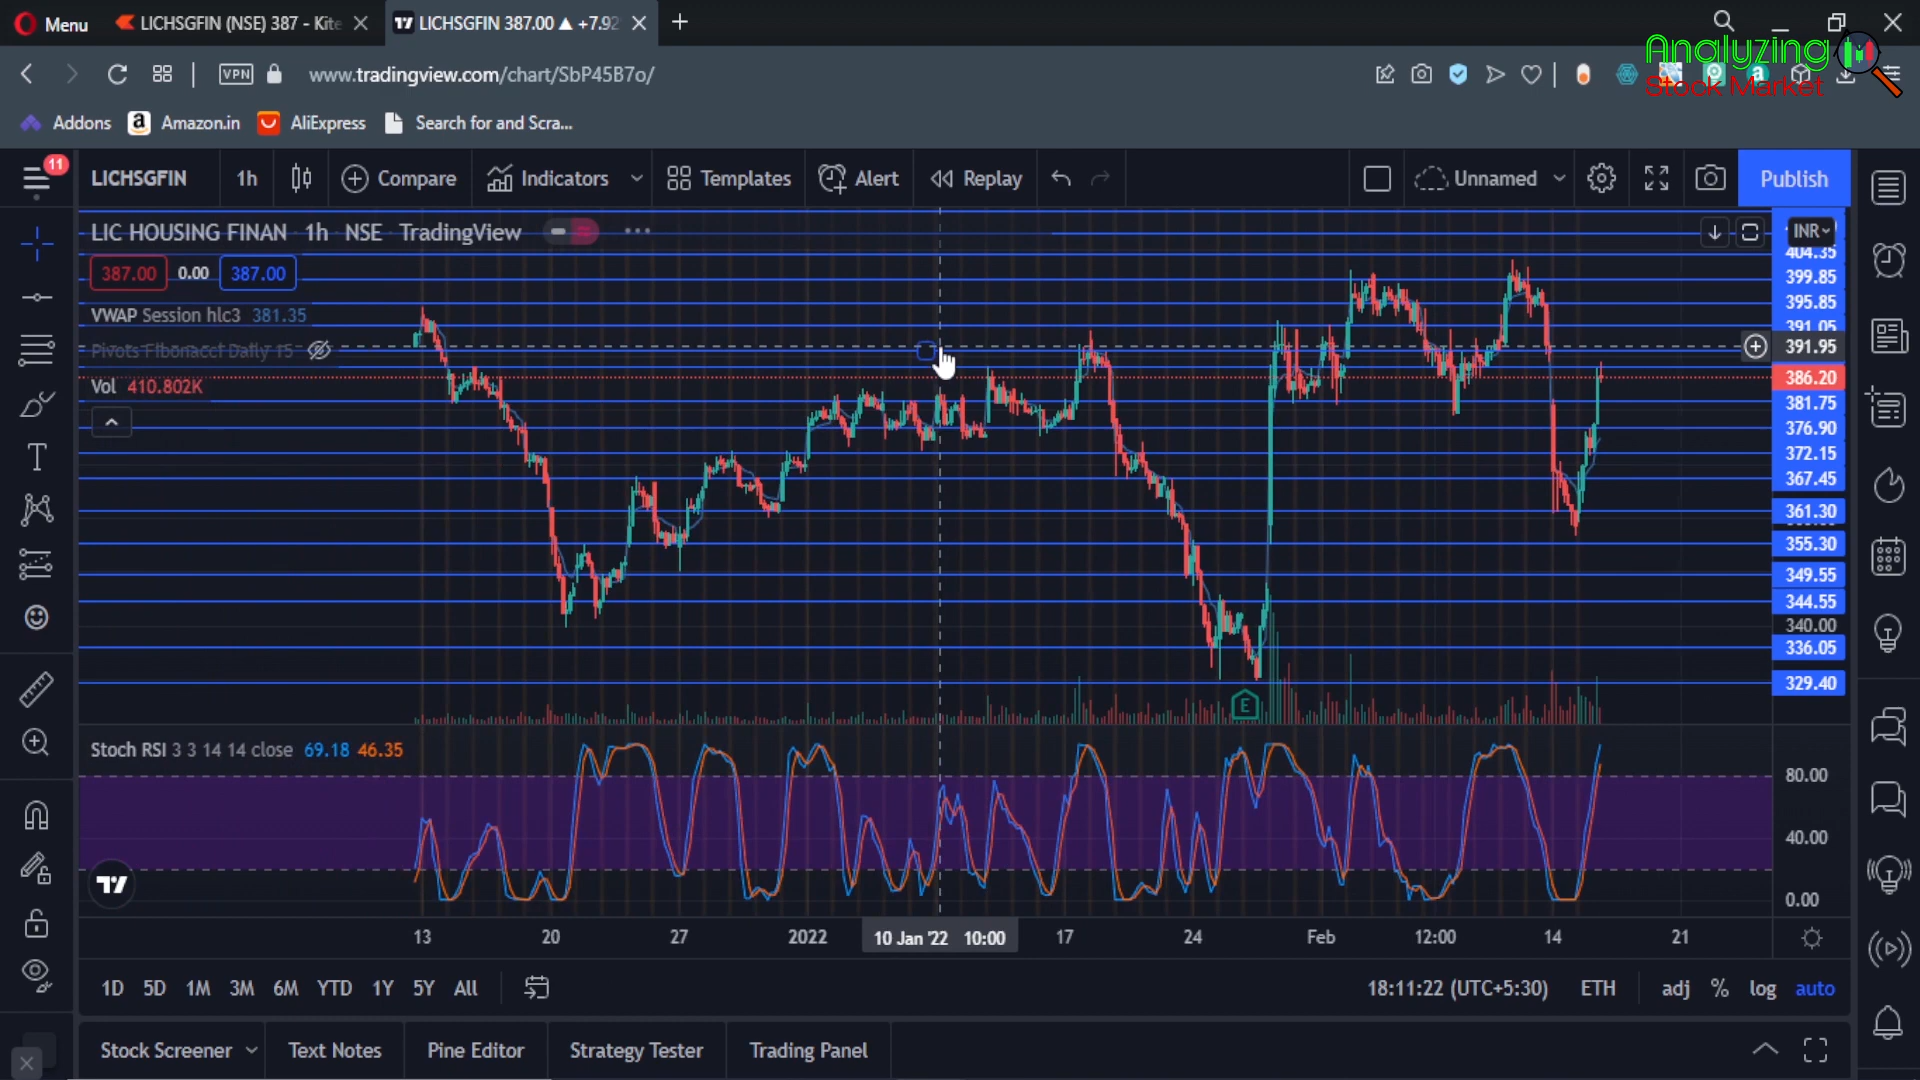 Menu
LICHSGFIN (NSE) 387 - Kite
LICHSGFIN 387.00 ▲ +7.92
Analyzing
Stock Market
VPN
www.tradingview.com/chart/SbP45B7o/
Addons
Amazon.in
AliExpress
Search for and Scra...
11
LICHSGFIN
1h
Compare
Indicators
Templates
Alert
Replay
Unnamed
Publish
LIC HOUSING FINAN 1h NSE TradingView
INR
387.00 0.00 387.00
VWAP Session hlc3 381.35
Pivots Fibonacci Daily 15
Vol 410.802K
404.35
399.85
395.85
391.05
391.95
386.20
381.75
376.90
372.15
367.45
361.30
355.30
349.55
344.55
340.00
336.05
329.40
E
Stoch RSI 3 3 14 14 close 69.18 46.35
80.00
40.00
0.00
13 20 27 2022 10 Jan '22 10:00 17 24 Feb 12:00 14 21
1D 5D 1M 3M 6M YTD 1Y 5Y All
18:11:22 (UTC+5:30) ETH adj % log auto
Stock Screener
Text Notes
Pine Editor
Strategy Tester
Trading Panel